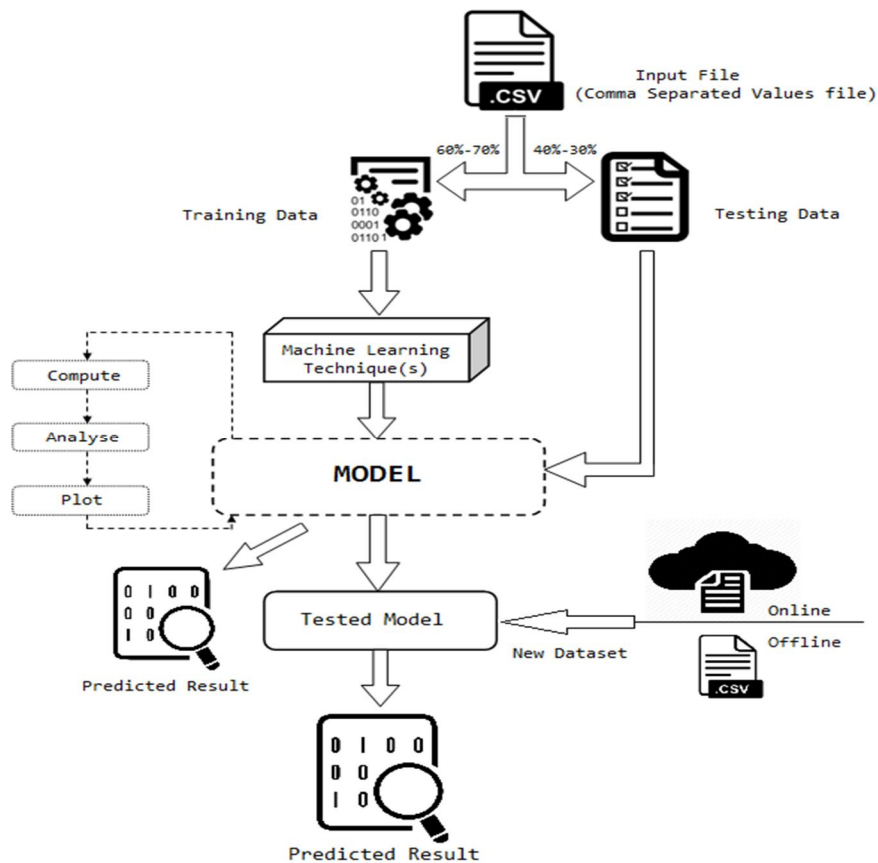 .CSV
Input File
(Comma Separated Values file)
60%-70%
40%-30%
01
0110
0001
01101
Training Data
Testing Data
Machine Learning
Technique(s)
Compute
Analyse
Plot
MODEL
0 1 0 0
0 0
1 0
Predicted Result
Tested Model
New Dataset
Online
Offline
.CSV
0 1 0 0
0 0
1 0
Predicted Result